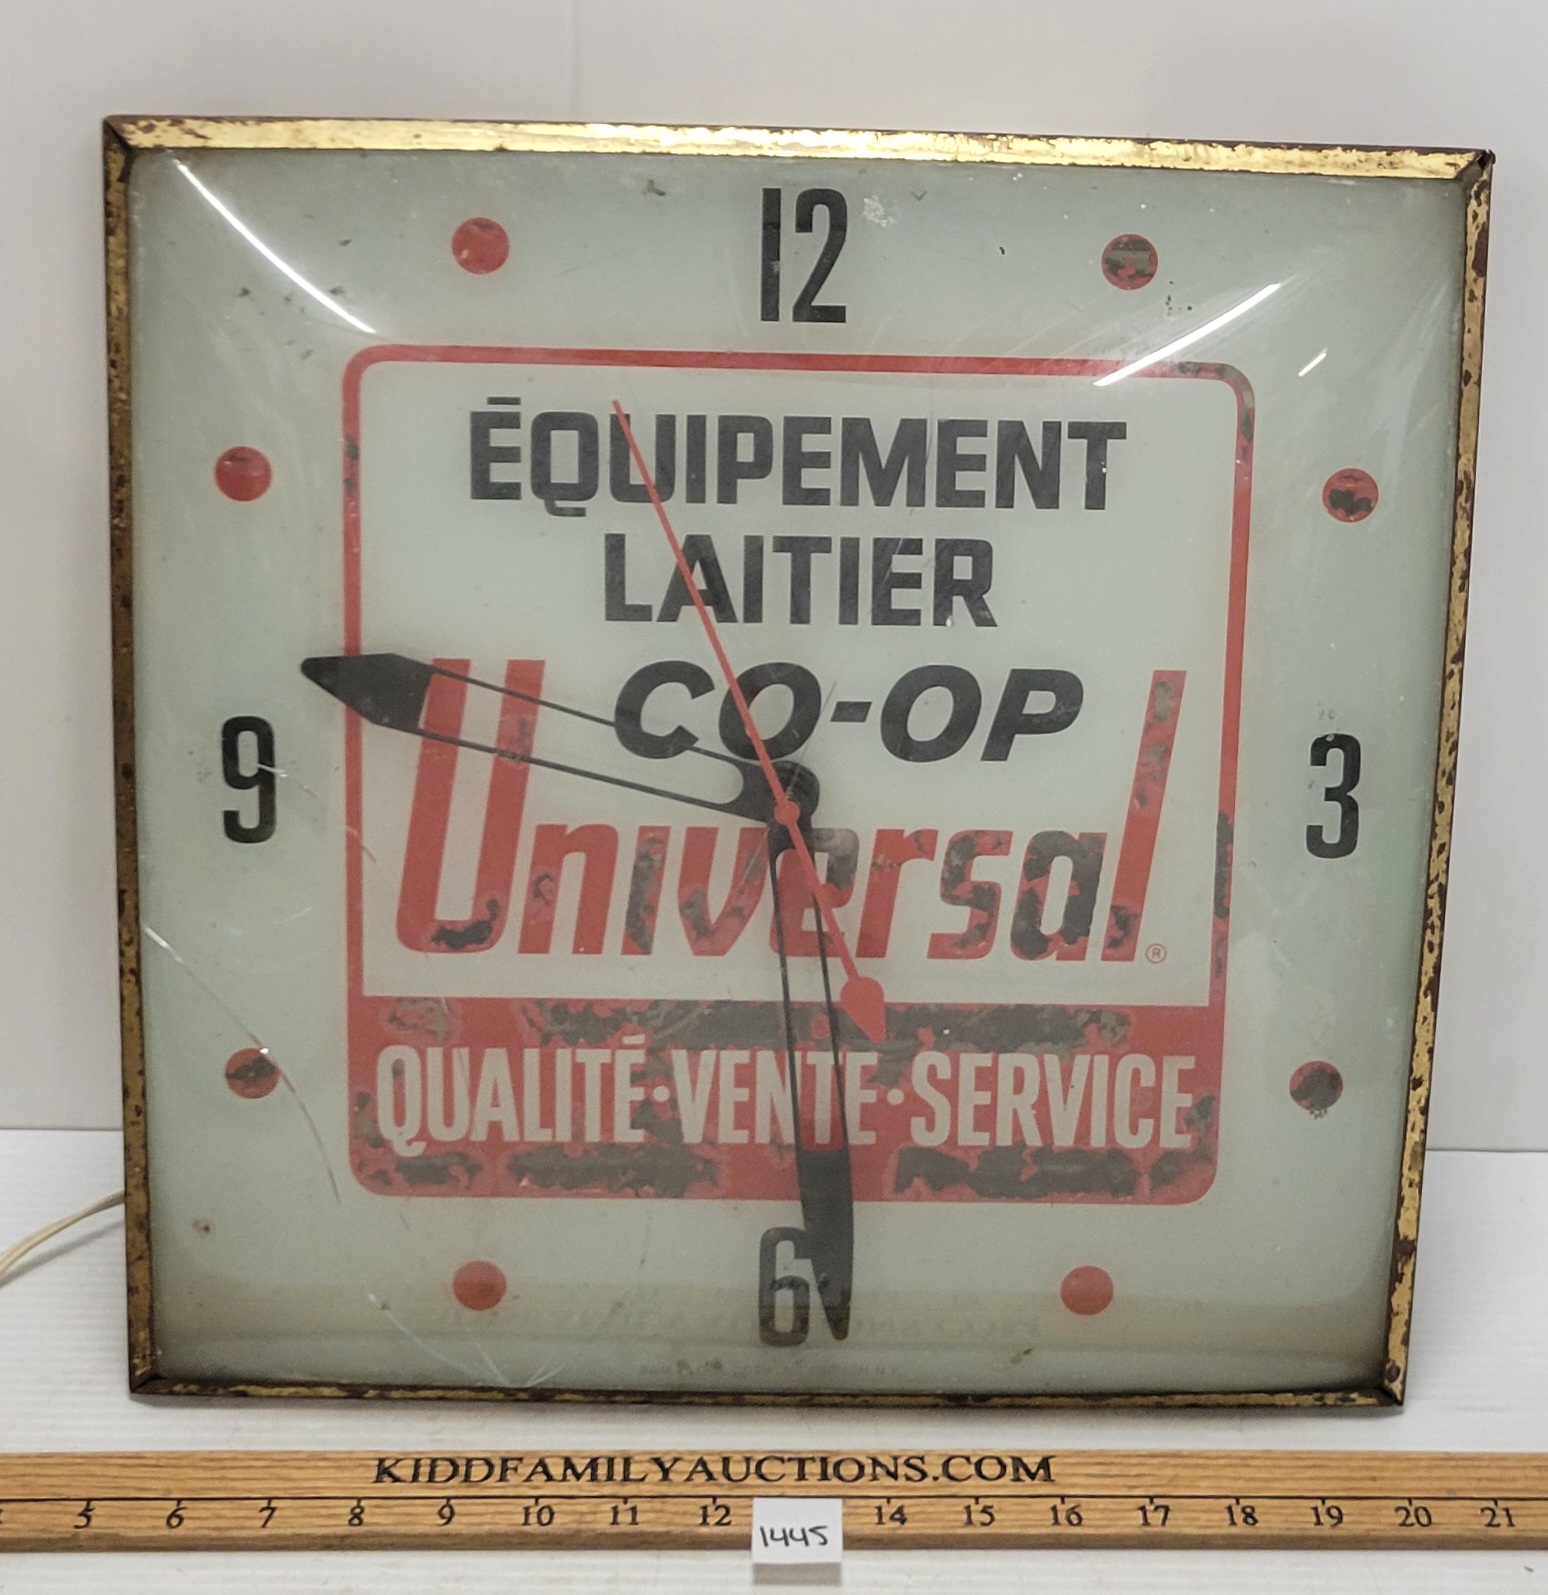 12
ÉQUIPEMENT
LAITIER
CO-OP
9
3
Universal®
QUALITÉ·VENTE·SERVICE
6
KIDDFAMILYAUCTIONS.COM
5 6 7 8 9 10 11 12 14 15 16 17 18 19 20 21
1445